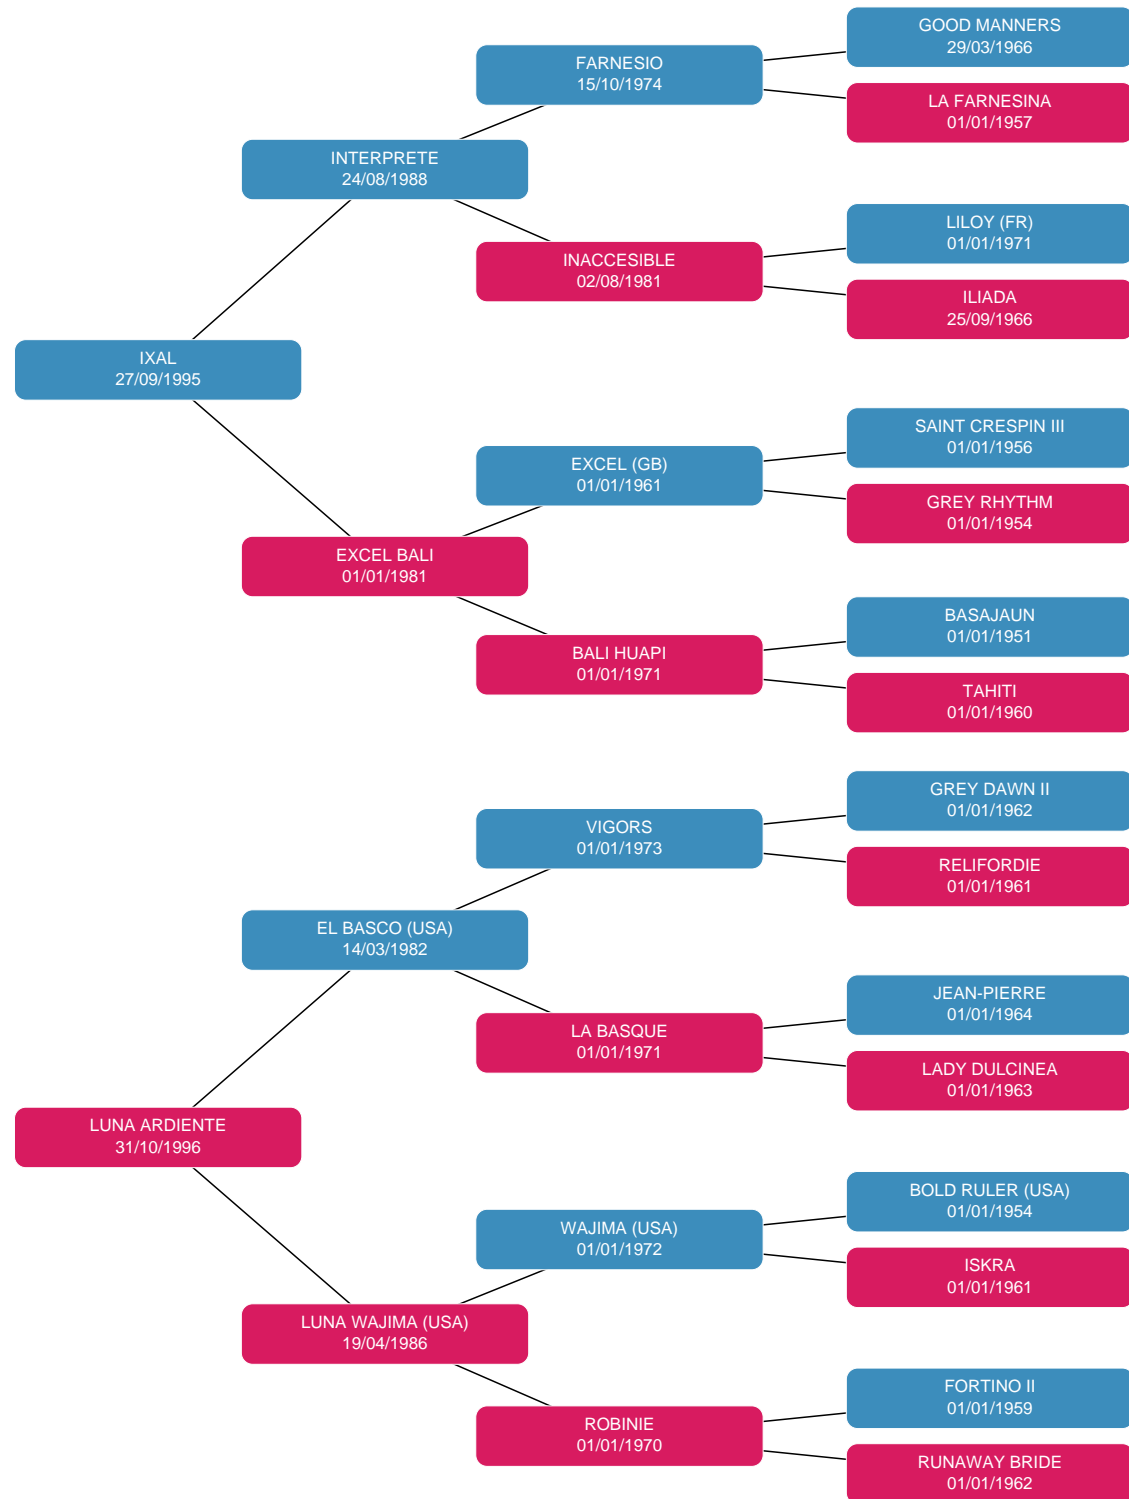 GOOD MANNERS
29/03/1966
FARNESIO
15/10/1974
LA FARNESINA
01/01/1957
INTERPRETE
24/08/1988
LILOY (FR)
01/01/1971
INACCESIBLE
02/08/1981
ILIADA
25/09/1966
IXAL
27/09/1995
SAINT CRESPIN III
01/01/1956
EXCEL (GB)
01/01/1961
GREY RHYTHM
01/01/1954
EXCEL BALI
01/01/1981
BASAJAUN
01/01/1951
BALI HUAPI
01/01/1971
TAHITI
01/01/1960
GREY DAWN II
01/01/1962
VIGORS
01/01/1973
RELIFORDIE
01/01/1961
EL BASCO (USA)
14/03/1982
JEAN-PIERRE
01/01/1964
LA BASQUE
01/01/1971
LADY DULCINEA
01/01/1963
LUNA ARDIENTE
31/10/1996
BOLD RULER (USA)
01/01/1954
WAJIMA (USA)
01/01/1972
ISKRA
01/01/1961
LUNA WAJIMA (USA)
19/04/1986
FORTINO II
01/01/1959
ROBINIE
01/01/1970
RUNAWAY BRIDE
01/01/1962